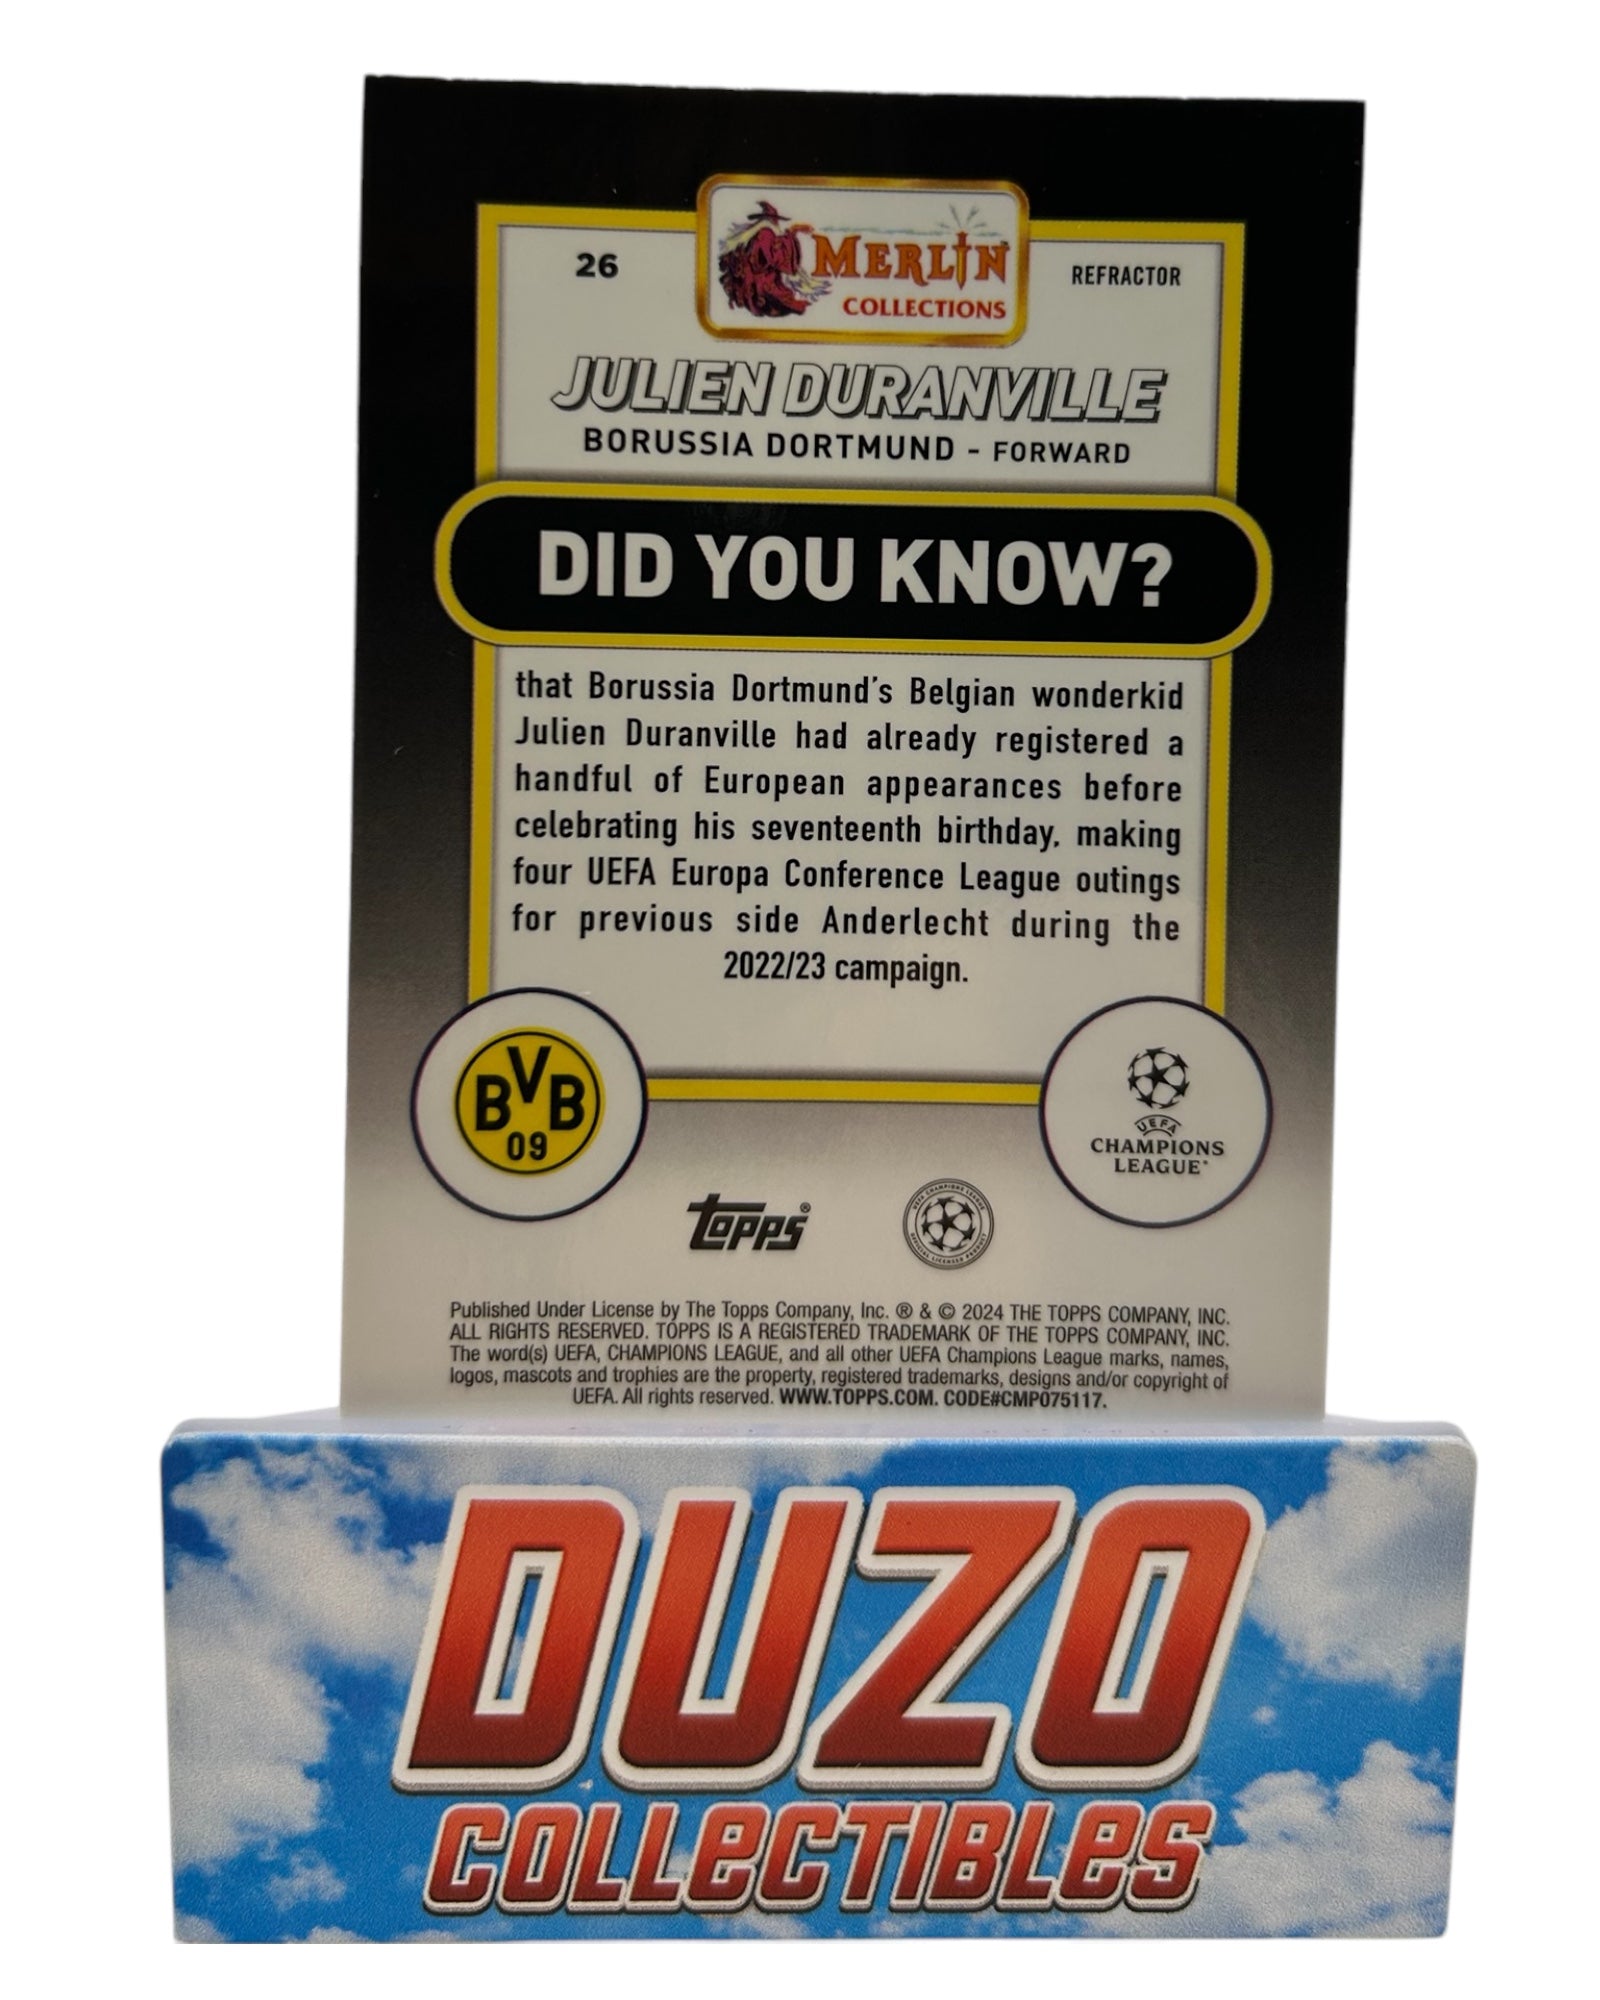 26
MERLIN
COLLECTIONS
REFRACTOR
JULIEN DURANVILLE
BORUSSIA DORTMUND - FORWARD
DID YOU KNOW?
that Borussia Dortmund's Belgian wonderkid
Julien Duranville had already registered a
handful of European appearances before
celebrating his seventeenth birthday, making
four UEFA Europa Conference League outings
for previous side Anderlecht during the
2022/23 campaign.
BVB
09
UEFA
CHAMPIONS
LEAGUE®
topps®
UEFA CHAMPIONS LEAGUE
OFFICIAL LICENSED PRODUCT
Published Under License by The Topps Company, Inc. ® & © 2024 THE TOPPS COMPANY, INC.
ALL RIGHTS RESERVED. TOPPS IS A REGISTERED TRADEMARK OF THE TOPPS COMPANY, INC.
The word(s) UEFA, CHAMPIONS LEAGUE, and all other UEFA Champions League marks, names,
logos, mascots and trophies are the property, registered trademarks, designs and/or copyright of
UEFA. All rights reserved. WWW.TOPPS.COM. CODE#CMP075117.
DUZO
COLLeCTIBLeS